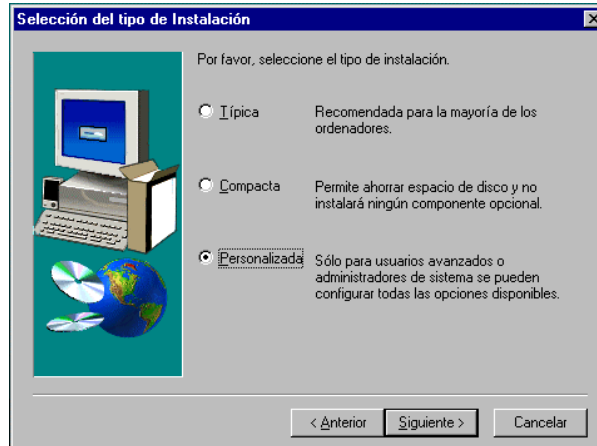 Selección del tipo de Instalación
Por favor, seleccione el tipo de instalación.
Típica
Recomendada para la mayoría de los
ordenadores.
Compacta
Permite ahorrar espacio de disco y no
instalará ningún componente opcional.
Personalizada
Sólo para usuarios avanzados o
administradores de sistema se pueden
configurar todas las opciones disponibles.
< Anterior
Siguiente >
Cancelar